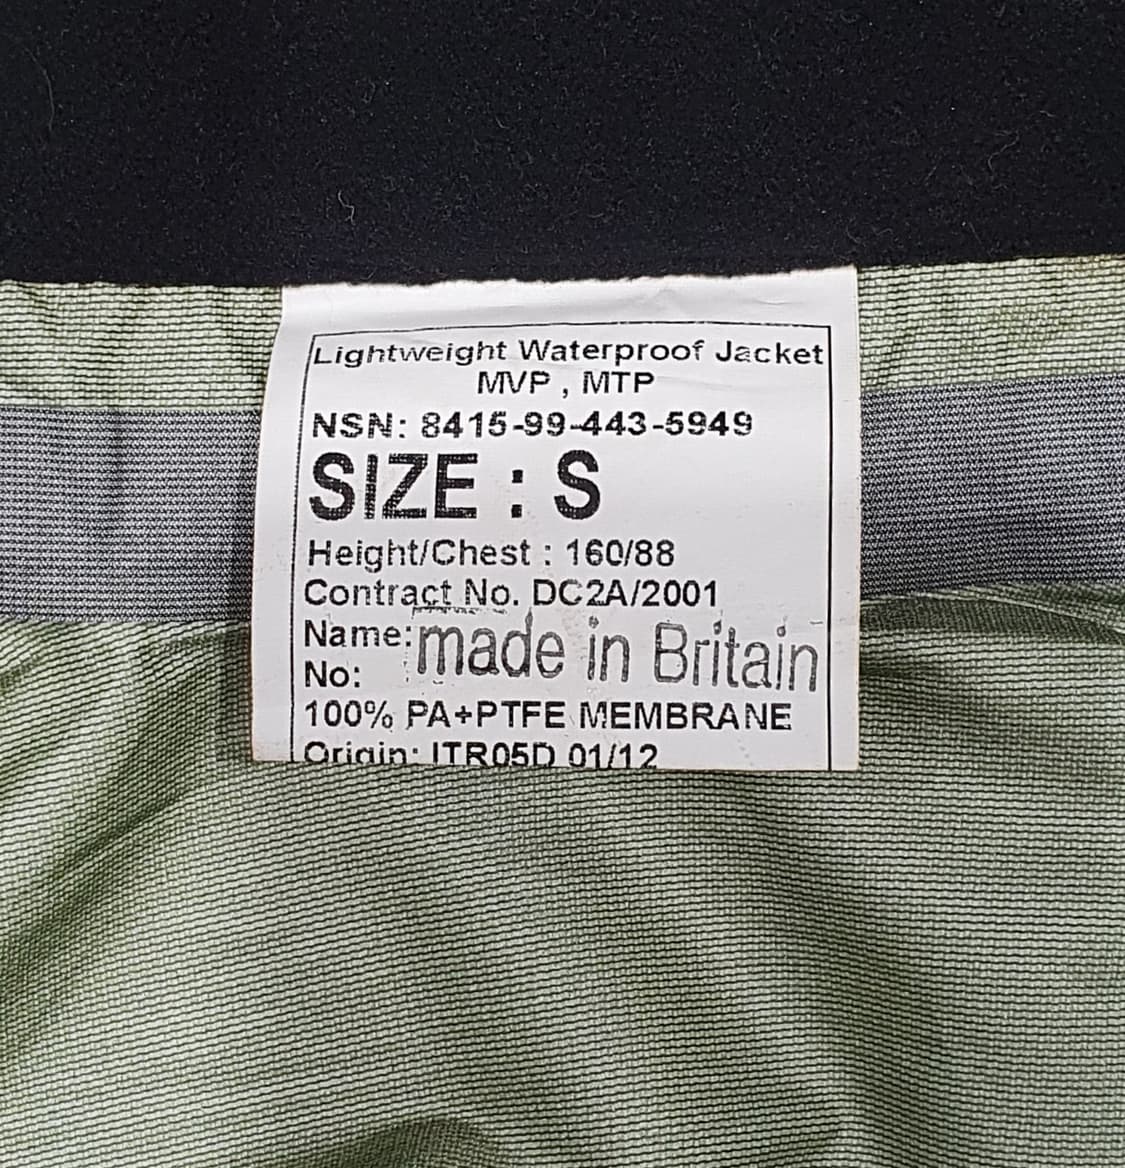 Lightweight Waterproof Jacket
MVP , MTP
NSN: 8415-99-443-5949
SIZE : S
Height/Chest : 160/88
Contract No. DC2A/2001
Name:
made in Britain
No:
100% PA+PTFE MEMBRANE
Origin: ITR05D 01/12